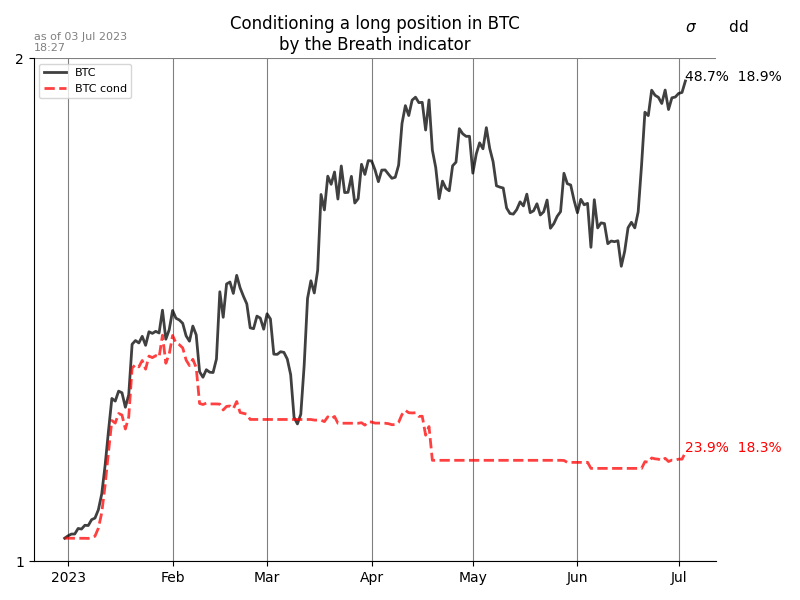 Conditioning a long position in BTC
by the Breath indicator
σ dd
as of 03 Jul 2023
18:27
2
BTC
BTC cond
48.7% 18.9%
23.9% 18.3%
1
2023 Feb Mar Apr May Jun Jul